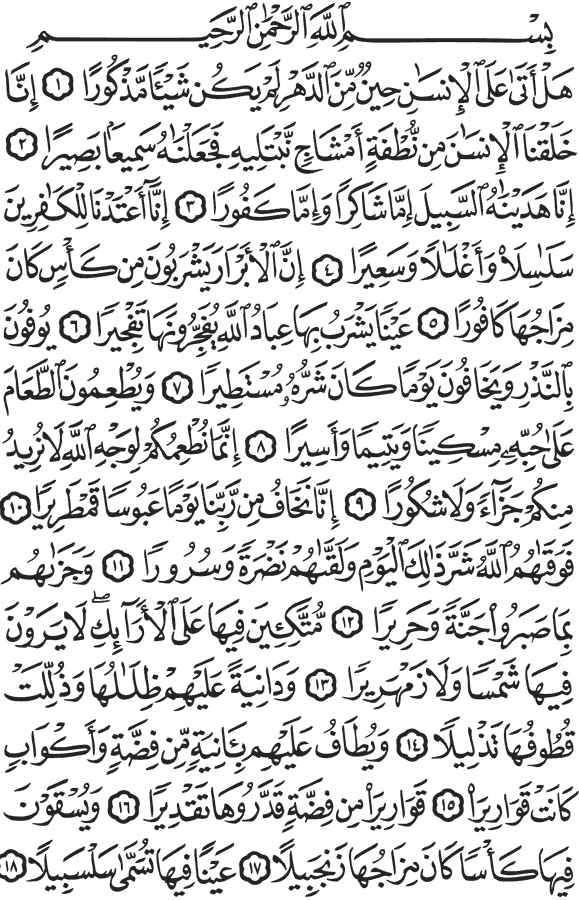 بِسْمِ ٱللَّهِ ٱلرَّحْمَٰنِ ٱلرَّحِيمِ
هَلْ أَتَىٰ عَلَى ٱلْإِنسَٰنِ حِينٌ مِّنَ ٱلدَّهْرِ لَمْ يَكُن شَيْـًٔا مَّذْكُورًا ١ إِنَّا
خَلَقْنَا ٱلْإِنسَٰنَ مِن نُّطْفَةٍ أَمْشَاجٍ نَّبْتَلِيهِ فَجَعَلْنَٰهُ سَمِيعًۢا بَصِيرًا ٢
إِنَّا هَدَيْنَٰهُ ٱلسَّبِيلَ إِمَّا شَاكِرًا وَإِمَّا كَفُورًا ٣ إِنَّآ أَعْتَدْنَا لِلْكَٰفِرِينَ
سَلَٰسِلَا۟ وَأَغْلَٰلًا وَسَعِيرًا ٤ إِنَّ ٱلْأَبْرَارَ يَشْرَبُونَ مِن كَأْسٍ كَانَ
مِزَاجُهَا كَافُورًا ٥ عَيْنًا يَشْرَبُ بِهَا عِبَادُ ٱللَّهِ يُفَجِّرُونَهَا تَفْجِيرًا ٦ يُوفُونَ
بِٱلنَّذْرِ وَيَخَافُونَ يَوْمًا كَانَ شَرُّهُۥ مُسْتَطِيرًا ٧ وَيُطْعِمُونَ ٱلطَّعَامَ
عَلَىٰ حُبِّهِۦ مِسْكِينًا وَيَتِيمًا وَأَسِيرًا ٨ إِنَّمَا نُطْعِمُكُمْ لِوَجْهِ ٱللَّهِ لَا نُرِيدُ
مِنكُمْ جَزَآءً وَلَا شُكُورًا ٩ إِنَّا نَخَافُ مِن رَّبِّنَا يَوْمًا عَبُوسًا قَمْطَرِيرًا ١٠
فَوَقَىٰهُمُ ٱللَّهُ شَرَّ ذَٰلِكَ ٱلْيَوْمِ وَلَقَّىٰهُمْ نَضْرَةً وَسُرُورًا ١١ وَجَزَىٰهُم
بِمَا صَبَرُوا۟ جَنَّةً وَحَرِيرًا ١٢ مُّتَّكِـِٔينَ فِيهَا عَلَى ٱلْأَرَآئِكِ ۖ لَا يَرَوْنَ
فِيهَا شَمْسًا وَلَا زَمْهَرِيرًا ١٣ وَدَانِيَةً عَلَيْهِمْ ظِلَٰلُهَا وَذُلِّلَتْ
قُطُوفُهَا تَذْلِيلًا ١٤ وَيُطَافُ عَلَيْهِم بِـَٔانِيَةٍ مِّن فِضَّةٍ وَأَكْوَابٍ
كَانَتْ قَوَارِيرَا۠ ١٥ قَوَارِيرَا۟ مِن فِضَّةٍ قَدَّرُوهَا تَقْدِيرًا ١٦ وَيُسْقَوْنَ
فِيهَا كَأْسًا كَانَ مِزَاجُهَا زَنجَبِيلًا ١٧ عَيْنًا فِيهَا تُسَمَّىٰ سَلْسَبِيلًا ١٨